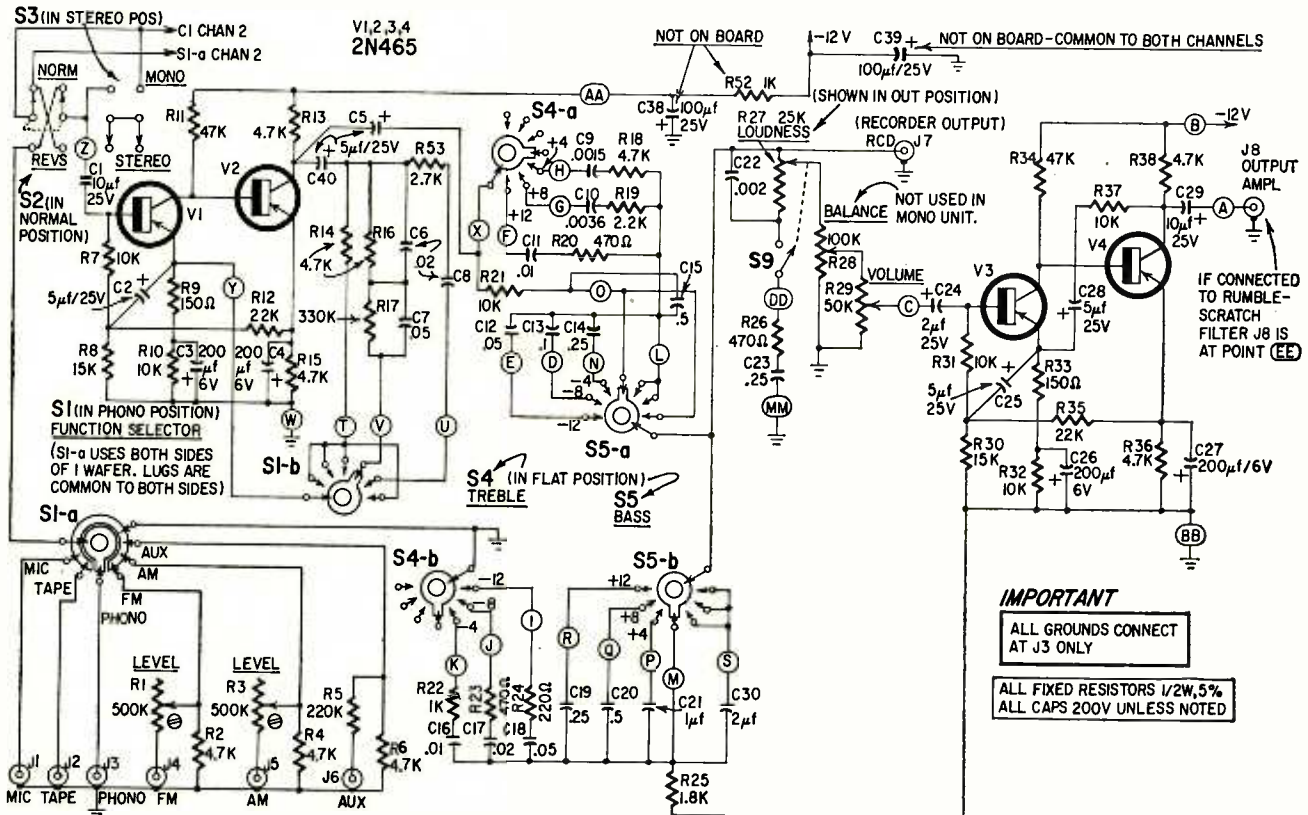 S3 (IN STEREO POS)
C1 CHAN 2
S1-a CHAN 2
V1,2,3,4
2N465
NORM
MONO
REVS
STEREO
S2 (IN
NORMAL
POSITION)
Z
C1
10μf
25V
R11
47K
V1
V2
R13
4.7K
C5
5μf/25V
C40
R53
2.7K
R7
10K
C2
5μf/25V
R9
150Ω
Y
R12
22K
R8
15K
R10
10K
C3 200
μf
6V
200 C4
μf
6V
R15
4.7K
W
R14
4.7K
R16
C6
.02
C8
R17
330K
C7
.05
T
V
U
S1 (IN PHONO POSITION)
FUNCTION SELECTOR
(S1-a USES BOTH SIDES
OF 1 WAFER. LUGS ARE
COMMON TO BOTH SIDES)
S1-b
AA
NOT ON BOARD
C38
100μf
25V
R52 1K
-12 V
C39
100μf/25V
NOT ON BOARD-COMMON TO BOTH CHANNELS
(SHOWN IN OUT POSITION)
R27 25K
LOUDNESS
(RECORDER OUTPUT)
RCD
J7
S4-a
+4
C9
.0015
R18
4.7K
H
+8
G
C10
.0036
R19
2.2K
+12
F
C11
.01
R20
470Ω
X
R21
10K
O
C15
.5
C12
.05
C13
.1
C14
.25
E
D
N
L
-4
-8
-12
S5-a
C22
.002
S9
DD
R26
470Ω
C23
.25
MM
BALANCE
NOT USED IN
MONO UNIT.
100K
R28
VOLUME
R29
50K
C
C24
2μf
25V
V3
V4
R34
47K
R38
4.7K
B
-12V
R37
10K
C29
10μf
25V
A
J8
OUTPUT
AMPL
C28
5μf
25V
IF CONNECTED
TO RUMBLE-
SCRATCH
FILTER J8 IS
AT POINT EE
R31
10K
5μf
25V
C25
R33
150Ω
R35
22K
R30
15K
R32
10K
C26
200μf
6V
R36
4.7K
C27
200μf/6V
BB
S4 (IN FLAT POSITION)
TREBLE
S5
BASS
S1-a
MIC
TAPE
PHONO
FM
AM
AUX
LEVEL
R1
500K
R2
4.7K
LEVEL
R3
500K
R4
4.7K
R5
220K
R6
4.7K
J1
J2
J3
J4
J5
J6
MIC TAPE PHONO FM AM AUX
S4-b
-12
-8
-4
K
J
I
R22
1K
R23
470Ω
R24
220Ω
C16
.01
C17
.02
C18
.05
S5-b
+12
+8
+4
R
Q
P
M
S
C19
.25
C20
.5
C21
1μf
C30
2μf
R25
1.8K
IMPORTANT
ALL GROUNDS CONNECT
AT J3 ONLY
ALL FIXED RESISTORS 1/2W,5%
ALL CAPS 200V UNLESS NOTED